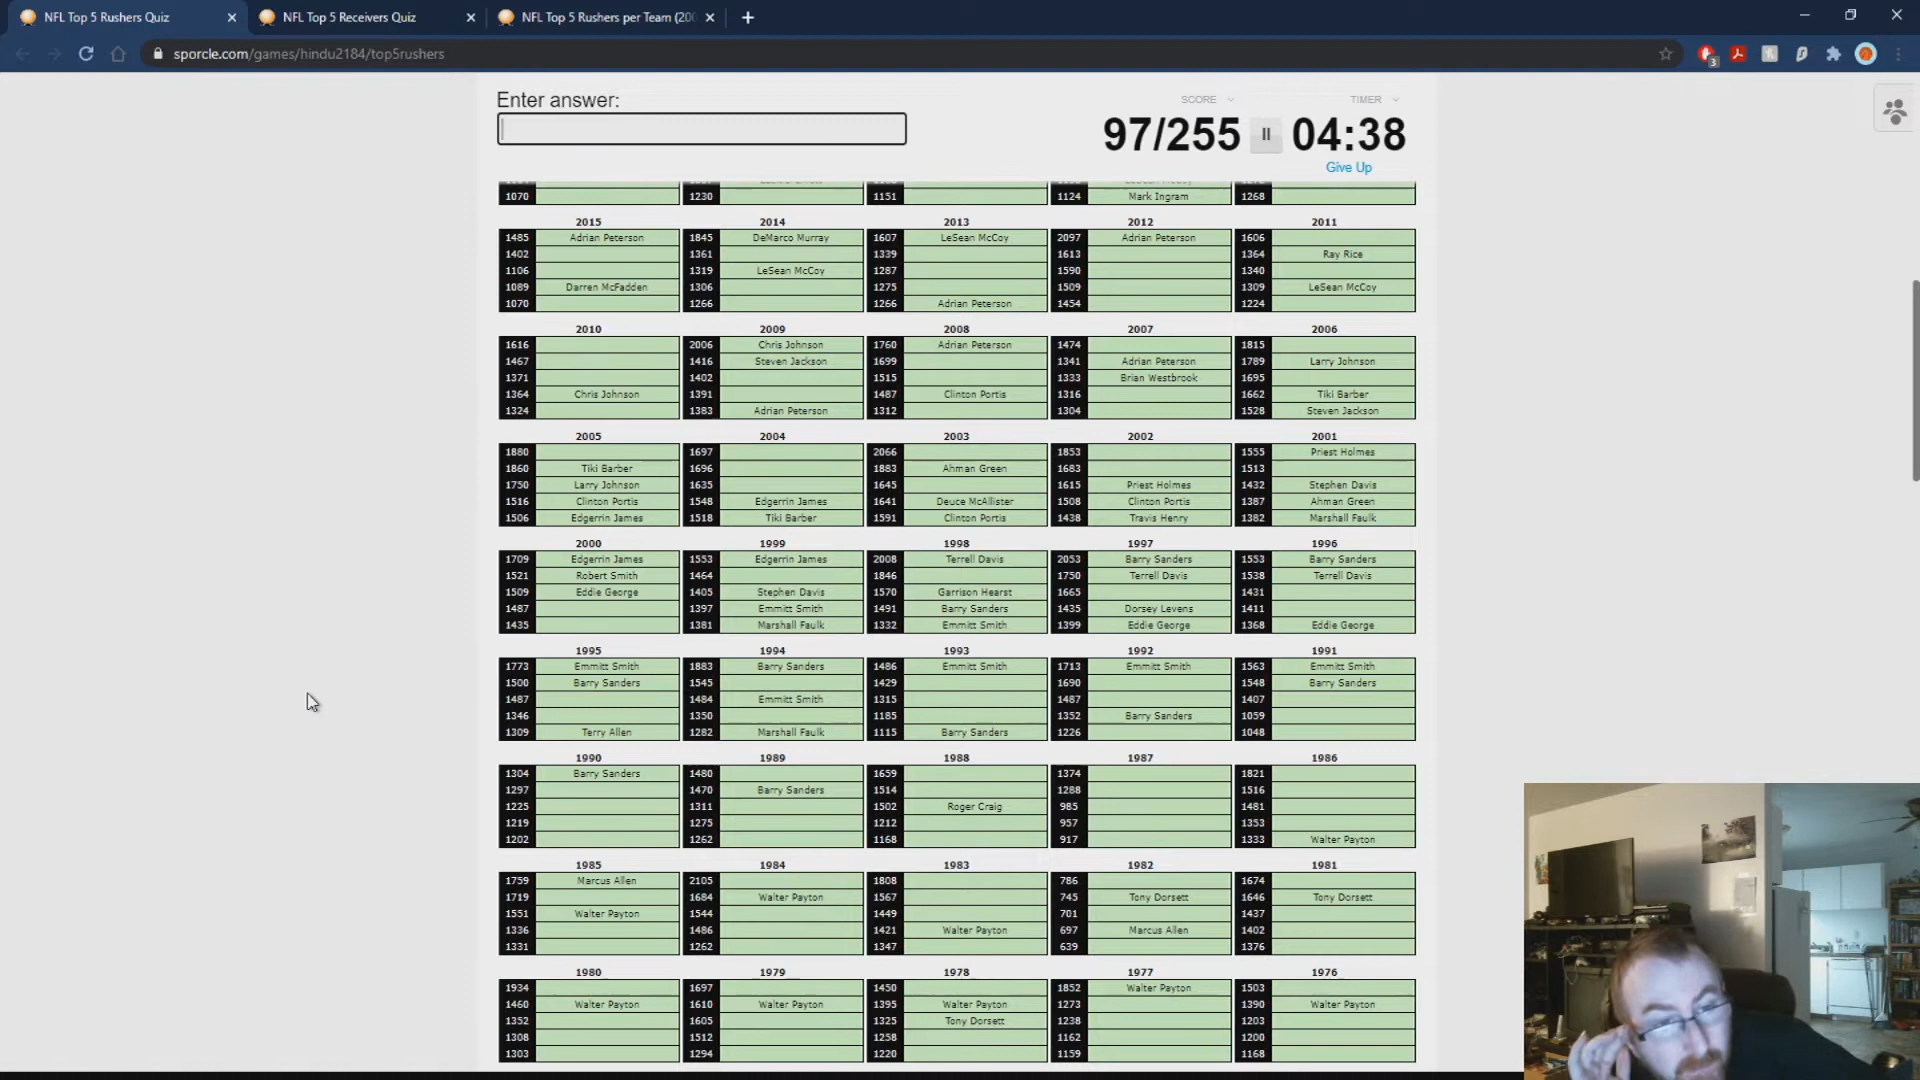 NFL Top 5 Rushers Quiz
NFL Top 5 Receivers Quiz
NFL Top 5 Rushers per Team (200
sporcle.com/games/hindu2184/top5rushers
3
Enter answer:
SCORE
TIMER
97/255
04:38
Give Up
1070 1230 1151 1124 Mark Ingram 1268
2015 2014 2013 2012 2011
1485 Adrian Peterson 1845 DeMarco Murray 1607 LeSean McCoy 2097 Adrian Peterson 1606
1402 1361 1339 1613 1364 Ray Rice
1106 1319 LeSean McCoy 1287 1590 1340
1089 Darren McFadden 1306 1275 1509 1309 LeSean McCoy
1070 1266 1266 Adrian Peterson 1454 1224
2010 2009 2008 2007 2006
1616 2006 Chris Johnson 1760 Adrian Peterson 1474 1815
1467 1416 Steven Jackson 1699 1341 Adrian Peterson 1789 Larry Johnson
1371 1402 1515 1333 Brian Westbrook 1695
1364 Chris Johnson 1391 1487 Clinton Portis 1316 1662 Tiki Barber
1324 1383 Adrian Peterson 1312 1304 1528 Steven Jackson
2005 2004 2003 2002 2001
1880 1697 2066 1853 1555 Priest Holmes
1860 Tiki Barber 1696 1883 Ahman Green 1683 1513
1750 Larry Johnson 1635 1645 1615 Priest Holmes 1432 Stephen Davis
1516 Clinton Portis 1548 Edgerrin James 1641 Deuce McAllister 1508 Clinton Portis 1387 Ahman Green
1506 Edgerrin James 1518 Tiki Barber 1591 Clinton Portis 1438 Travis Henry 1382 Marshall Faulk
2000 1999 1998 1997 1996
1709 Edgerrin James 1553 Edgerrin James 2008 Terrell Davis 2053 Barry Sanders 1553 Barry Sanders
1521 Robert Smith 1464 1846 1750 Terrell Davis 1538 Terrell Davis
1509 Eddie George 1405 Stephen Davis 1570 Garrison Hearst 1665 1431
1487 1397 Emmitt Smith 1491 Barry Sanders 1435 Dorsey Levens 1411
1435 1381 Marshall Faulk 1332 Emmitt Smith 1399 Eddie George 1368 Eddie George
1995 1994 1993 1992 1991
1773 Emmitt Smith 1883 Barry Sanders 1486 Emmitt Smith 1713 Emmitt Smith 1563 Emmitt Smith
1500 Barry Sanders 1545 1429 1690 1548 Barry Sanders
1487 1484 Emmitt Smith 1315 1487 1407
1346 1350 1185 1352 Barry Sanders 1059
1309 Terry Allen 1282 Marshall Faulk 1115 Barry Sanders 1226 1048
1990 1989 1988 1987 1986
1304 Barry Sanders 1480 1659 1374 1821
1297 1470 Barry Sanders 1514 1288 1516
1225 1311 1502 Roger Craig 985 1481
1219 1275 1212 957 1353
1202 1262 1168 917 1333 Walter Payton
1985 1984 1983 1982 1981
1759 Marcus Allen 2105 1808 786 1674
1719 1684 Walter Payton 1567 745 Tony Dorsett 1646 Tony Dorsett
1551 Walter Payton 1544 1449 701 1437
1336 1486 1421 Walter Payton 697 Marcus Allen 1402
1331 1262 1347 639 1376
1980 1979 1978 1977 1976
1934 1697 1450 1852 Walter Payton 1503
1460 Walter Payton 1610 Walter Payton 1395 Walter Payton 1273 1390 Walter Payton
1352 1605 1325 Tony Dorsett 1238 1203
1308 1512 1258 1162 1200
1303 1294 1220 1159 1168